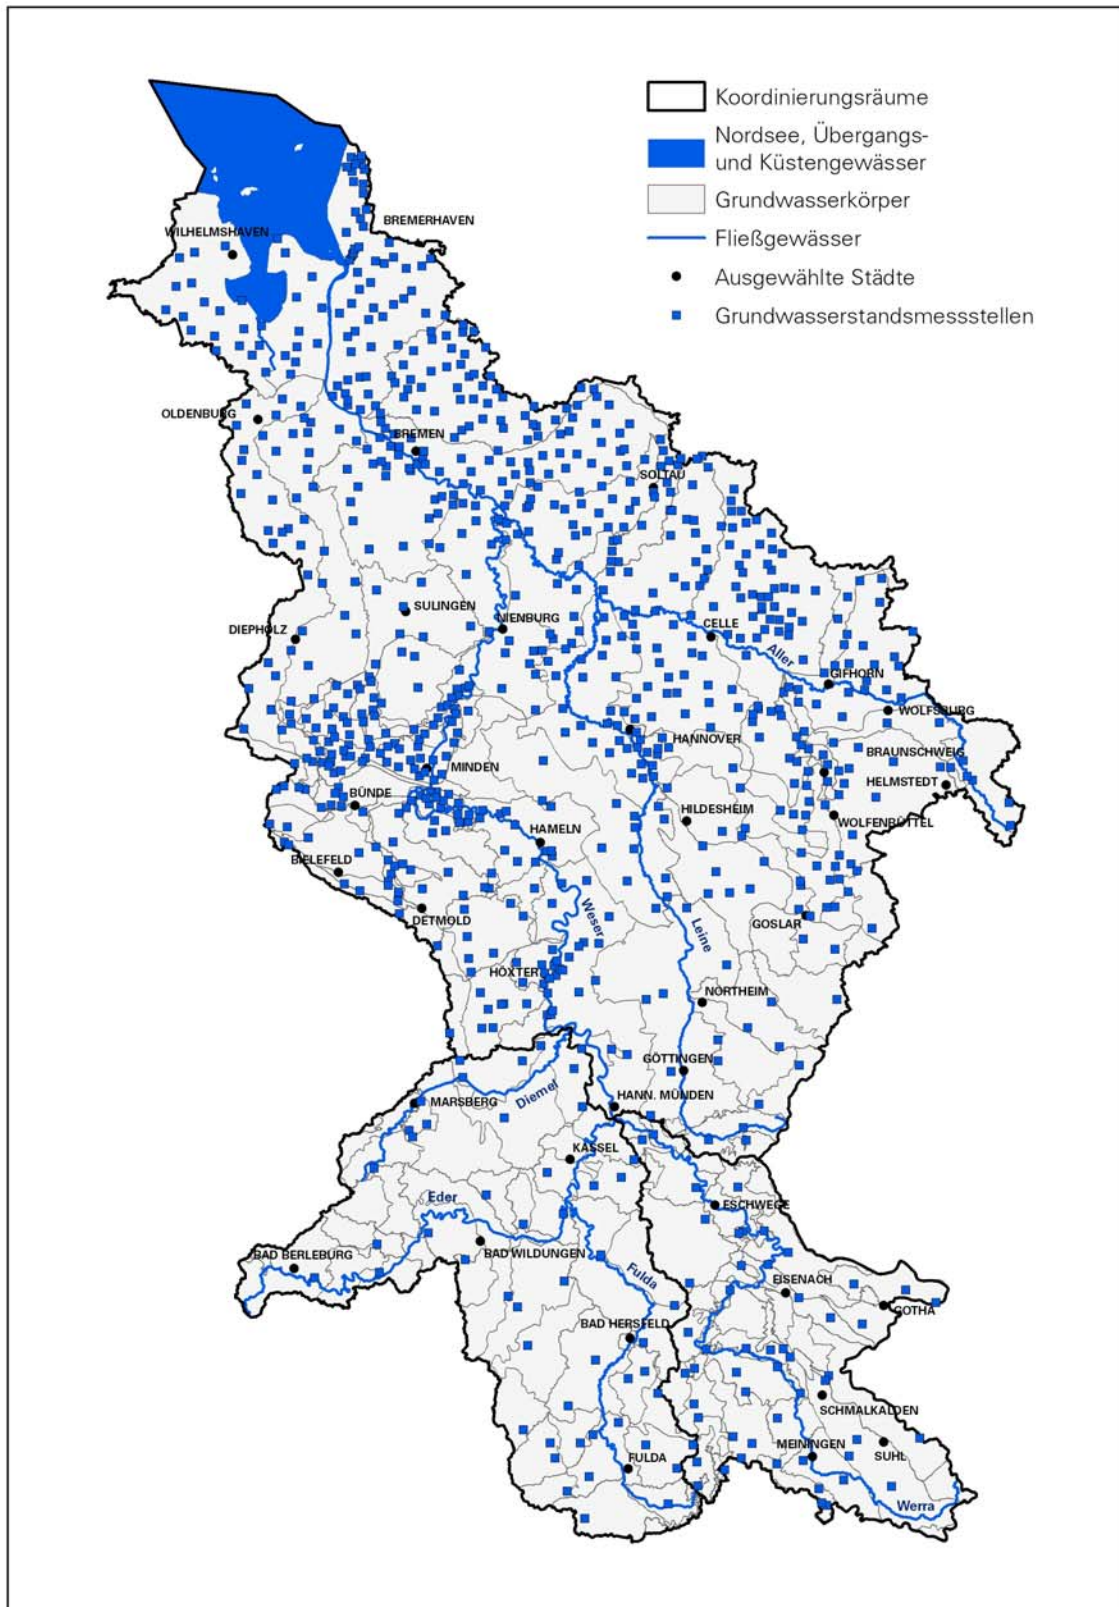 Koordinierungsräume
Nordsee, Übergangs-
und Küstengewässer
Grundwasserkörper
Fließgewässer
Ausgewählte Städte
Grundwasserstandsmessstellen
BREMERHAVEN
WILHELMSHAVEN
OLDENBURG
BREMEN
SOLTAU
SULINGEN
NIENBURG
DIEPHOLZ
CELLE
Aller
GIFHORN
WOLFSBURG
HANNOVER
BRAUNSCHWEIG
MINDEN
HELMSTEDT
BÜNDE
HILDESHEIM
WOLFENBÜTTEL
HAMELN
BIELEFELD
DETMOLD
Weser
Leine
GOSLAR
HÖXTER
NORTHEIM
GÖTTINGEN
Diemel
HANN. MÜNDEN
MARSBERG
KASSEL
Eder
ESCHWEGE
BAD BERLEBURG
BAD WILDUNGEN
Fulda
EISENACH
GOTHA
BAD HERSFELD
SCHMALKALDEN
MEININGEN
SUHL
FULDA
Werra